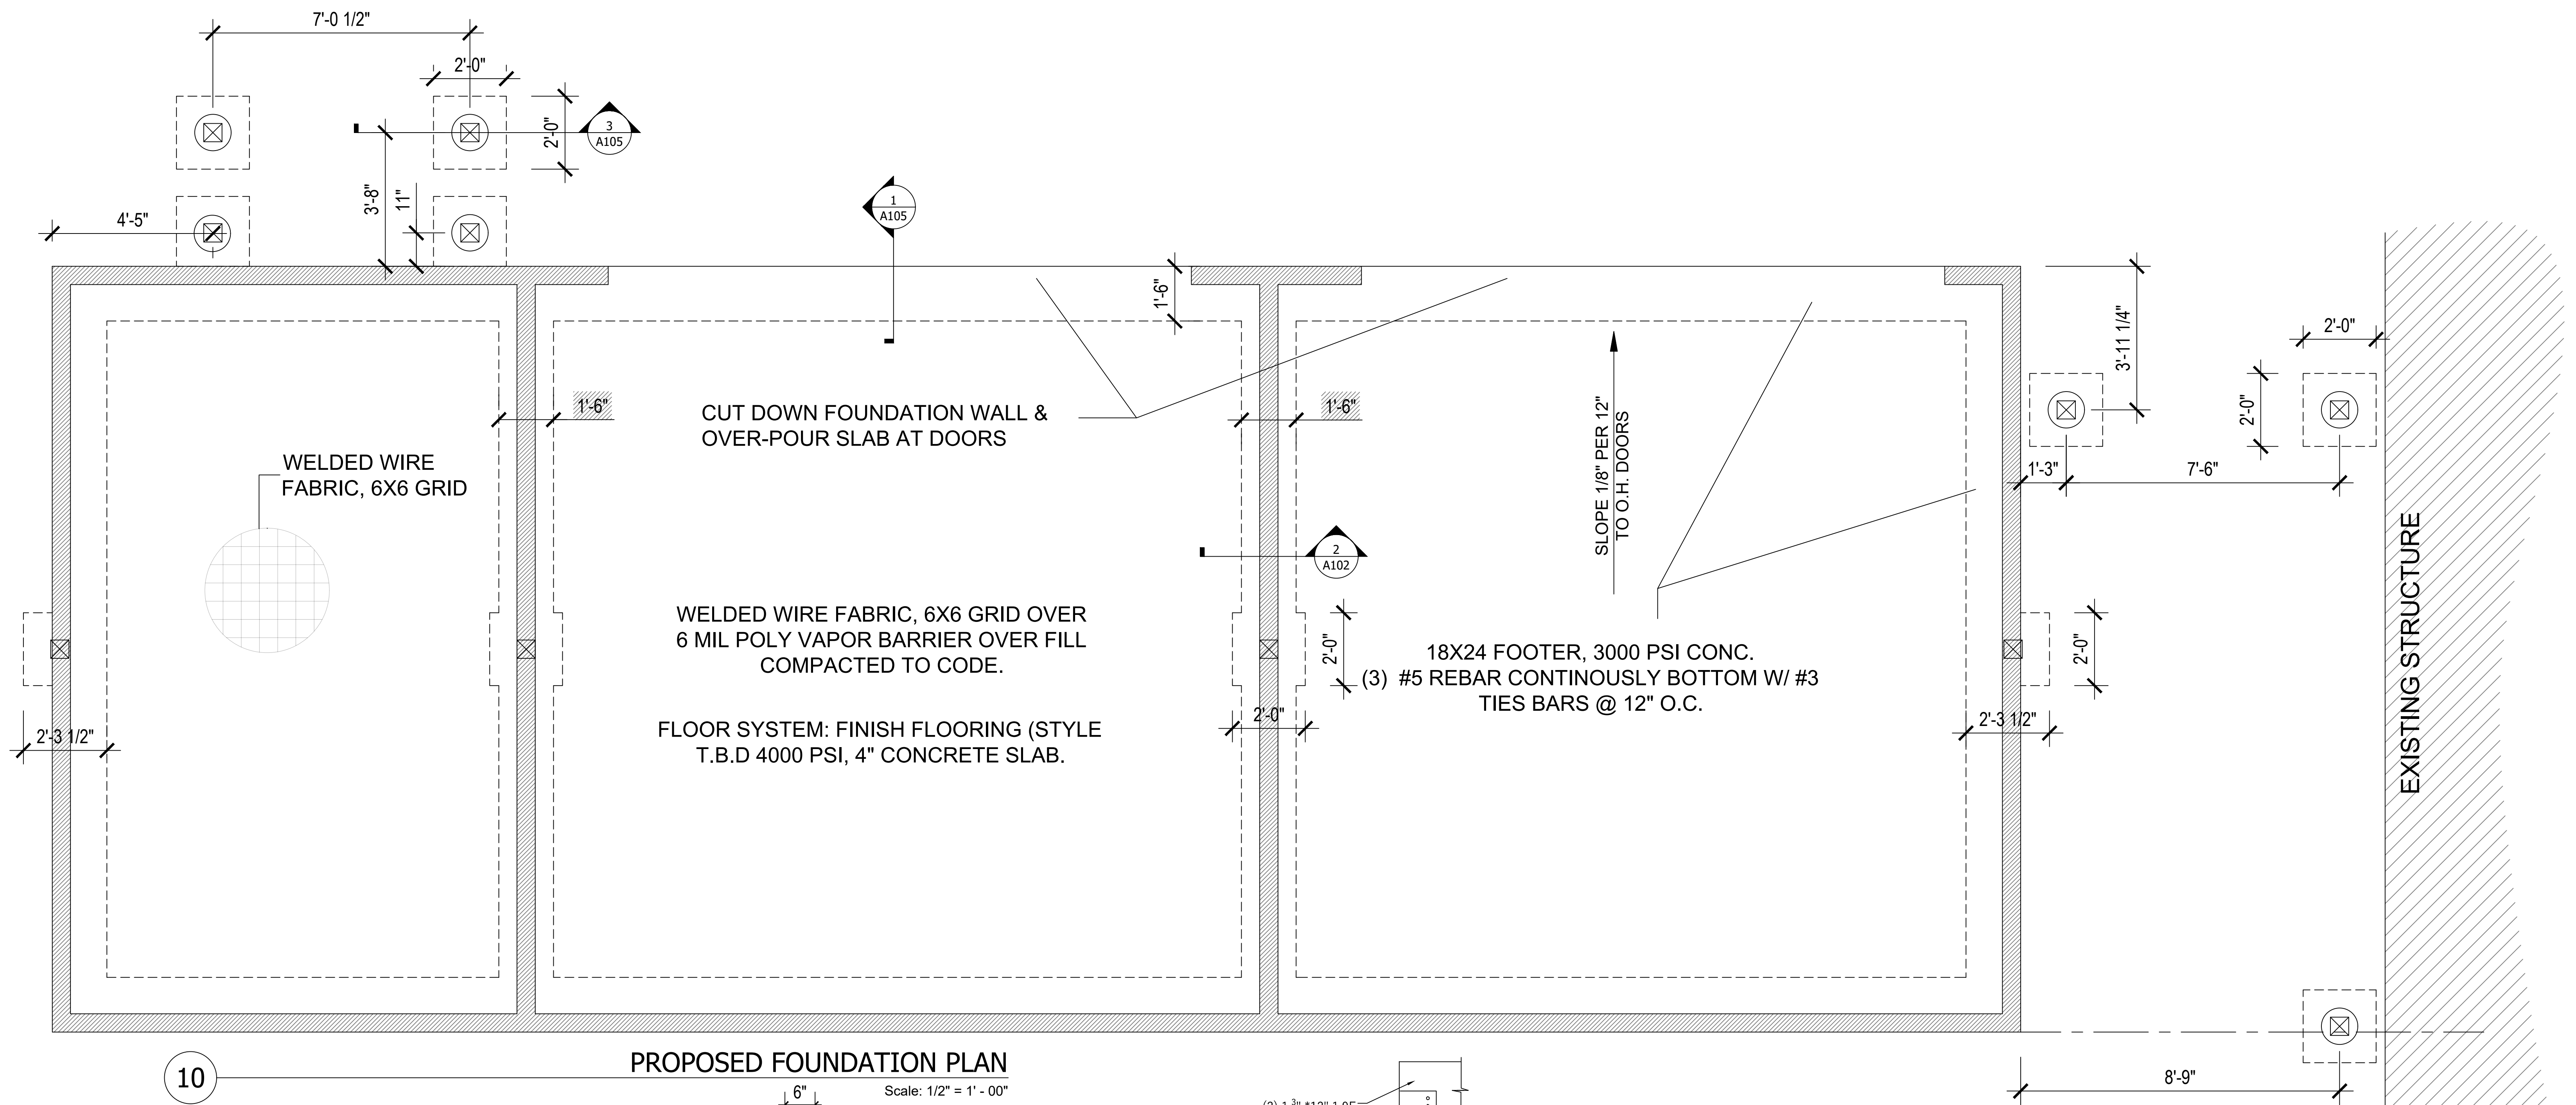 7'-0 1/2"
2'-0"
2'-0"
3
A105
3'-8"
11"
4'-5"
1
A105
1'-6"
3'-11 1/4"
2'-0"
2'-0"
1'-6"
1'-6"
CUT DOWN FOUNDATION WALL &
OVER-POUR SLAB AT DOORS
SLOPE 1/8" PER 12"
TO O.H. DOORS
WELDED WIRE
FABRIC, 6X6 GRID
1'-3"
7'-6"
EXISTING STRUCTURE
2
A102
WELDED WIRE FABRIC, 6X6 GRID OVER
6 MIL POLY VAPOR BARRIER OVER FILL
COMPACTED TO CODE.
2'-0"
18X24 FOOTER, 3000 PSI CONC.
(3) #5 REBAR CONTINOUSLY BOTTOM W/ #3
TIES BARS @ 12" O.C.
2'-0"
2'-3 1/2"
FLOOR SYSTEM: FINISH FLOORING (STYLE
T.B.D 4000 PSI, 4" CONCRETE SLAB.
2'-0"
2'-3 1/2"
10
PROPOSED FOUNDATION PLAN
Scale: 1/2" = 1' - 00"
6"
8'-9"